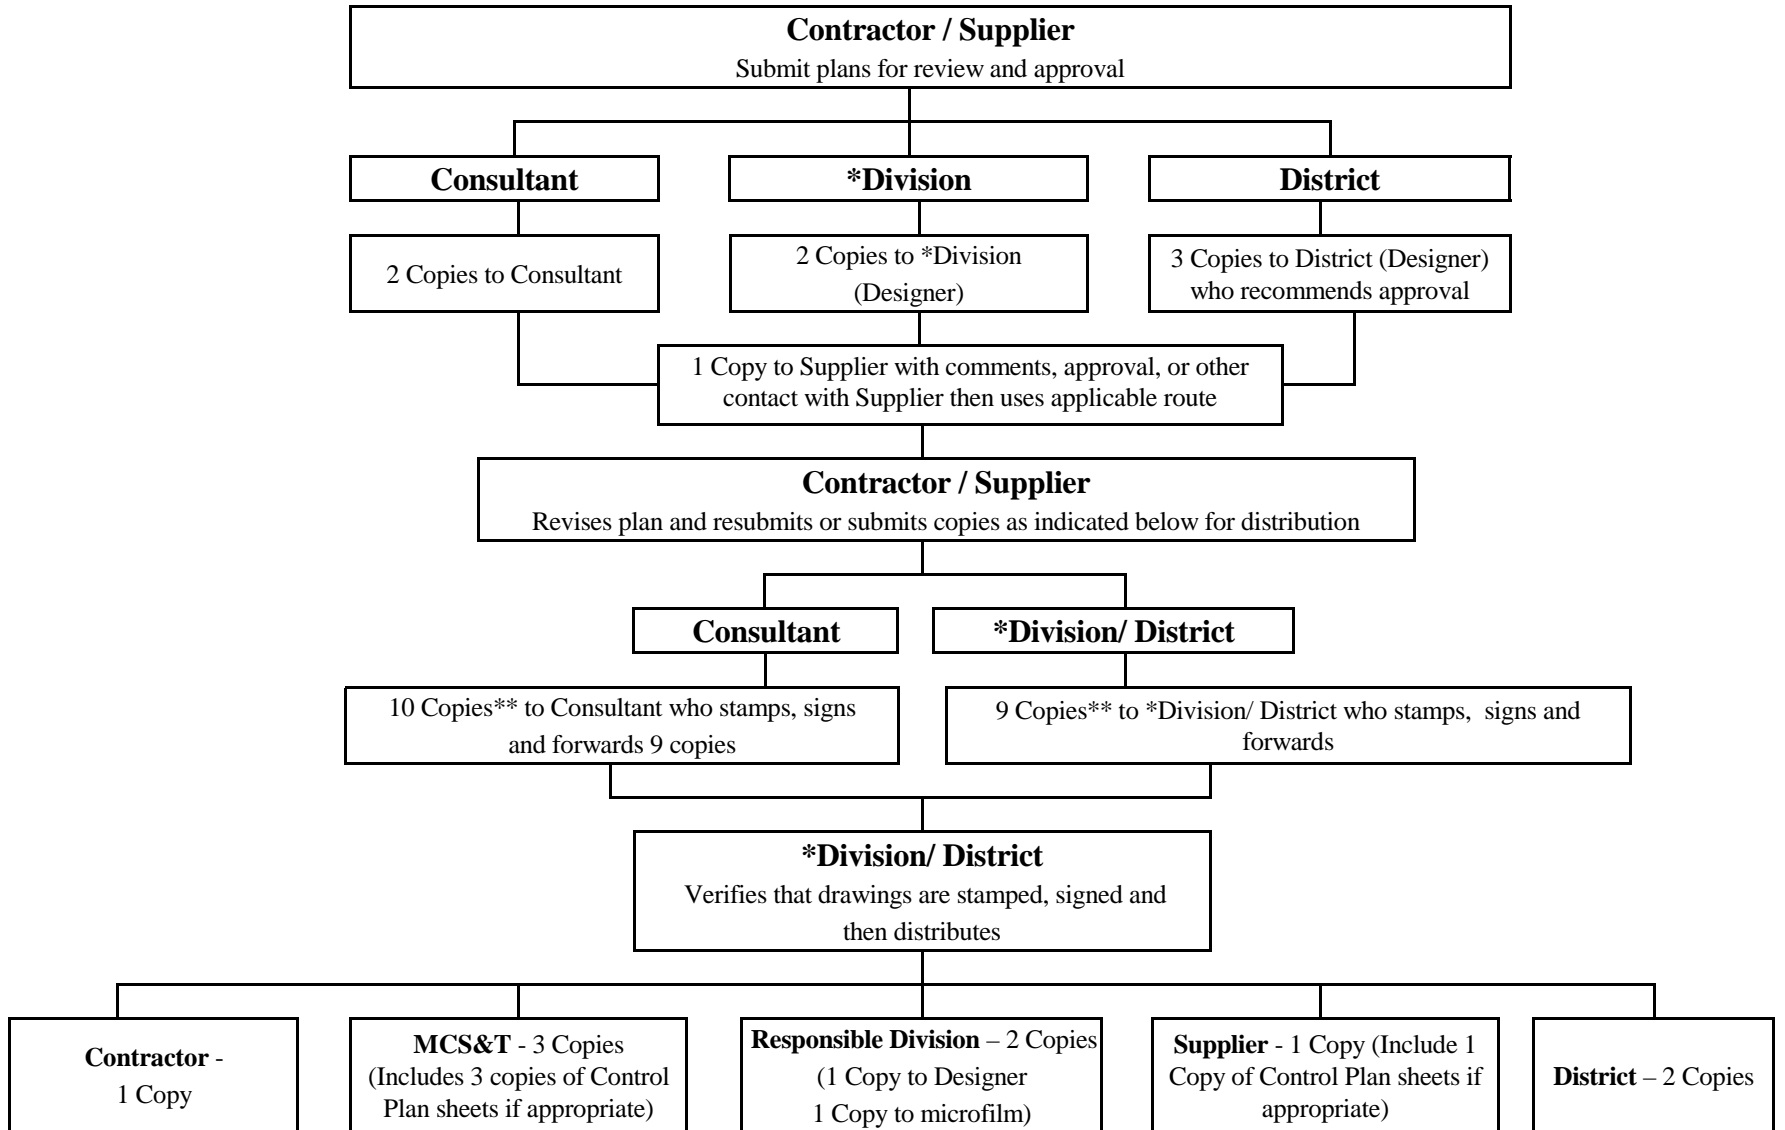 Contractor / Supplier
Submit plans for review and approval
Consultant
*Division
District
2 Copies to Consultant
2 Copies to *Division
(Designer)
3 Copies to District (Designer)
who recommends approval
1 Copy to Supplier with comments, approval, or other
contact with Supplier then uses applicable route
Contractor / Supplier
Revises plan and resubmits or submits copies as indicated below for distribution
Consultant
*Division/ District
10 Copies** to Consultant who stamps, signs
and forwards 9 copies
9 Copies** to *Division/ District who stamps, signs and
forwards
*Division/ District
Verifies that drawings are stamped, signed and
then distributes
Contractor -
1 Copy
MCS&T - 3 Copies
(Includes 3 copies of Control
Plan sheets if appropriate)
Responsible Division – 2 Copies
(1 Copy to Designer
1 Copy to microfilm)
Supplier - 1 Copy (Include 1
Copy of Control Plan sheets if
appropriate)
District – 2 Copies